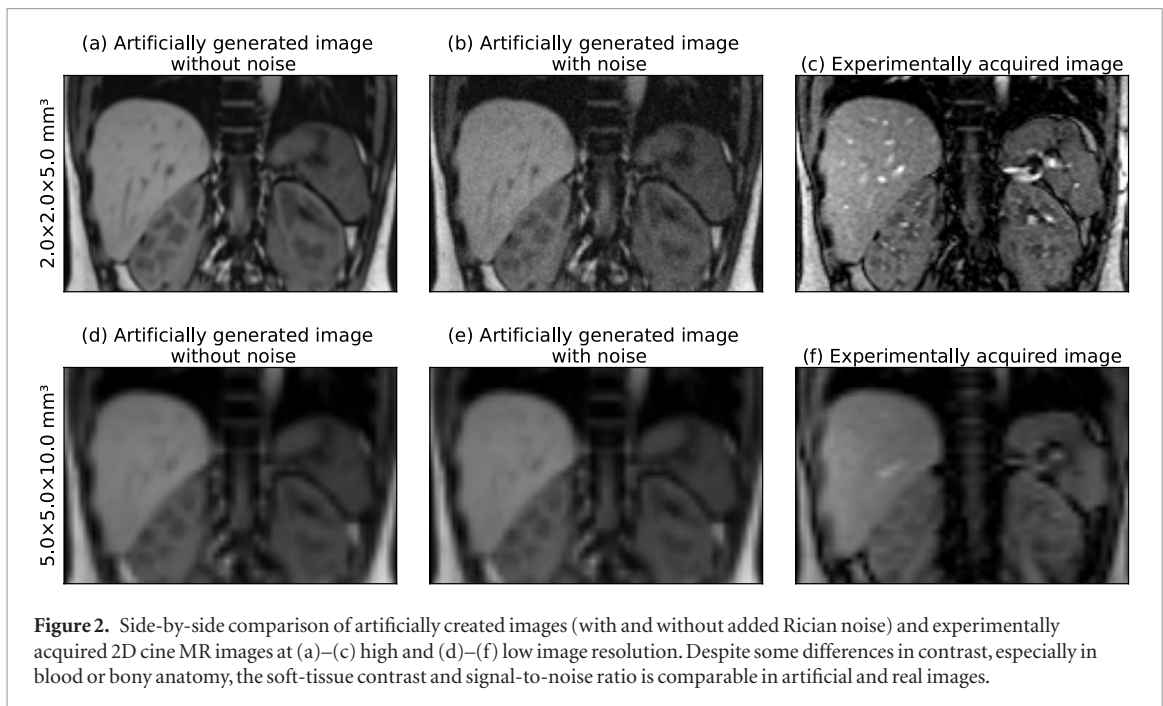 (a) Artificially generated image
without noise
(b) Artificially generated image
with noise
(c) Experimentally acquired image
2.0×2.0×5.0 mm³
(d) Artificially generated image
without noise
(e) Artificially generated image
with noise
(f) Experimentally acquired image
5.0×5.0×10.0 mm³
Figure 2. Side-by-side comparison of artificially created images (with and without added Rician noise) and experimentally
acquired 2D cine MR images at (a)–(c) high and (d)–(f) low image resolution. Despite some differences in contrast, especially in
blood or bony anatomy, the soft-tissue contrast and signal-to-noise ratio is comparable in artificial and real images.